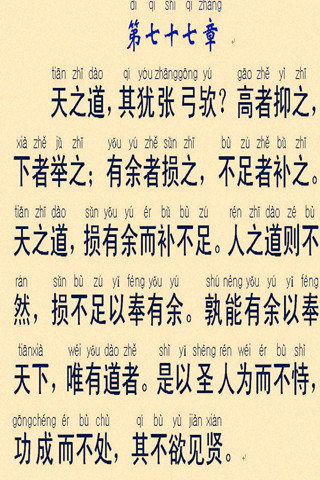 dì qī shí qī zhāng
第七十七章
tiān zhī dào qí yóu zhānggōng yú gāo zhě yì zhī
天之道，其犹张弓欤？高者抑之，
xià zhě jǔ zhī yǒu yú zhě sǔn zhī bù zú zhě bǔ zhī
下者举之；有余者损之，不足者补之。
tiān zhī dào sǔn yǒu yú ér bǔ bù zú rén zhī dào zé bù
天之道，损有余而补不足。人之道则不
rán sǔn bù zú yǐ fèng yǒu yú shú néng yǒu yú yǐ fèng
然，损不足以奉有余。孰能有余以奉
tiānxià wéi yǒu dào zhě shì yǐ shèng rén wéi ér bù shì
天下，唯有道者。是以圣人为而不恃，
gōngchéng ér bù chǔ qí bù yù jiàn xián
功成而不处，其不欲见贤。